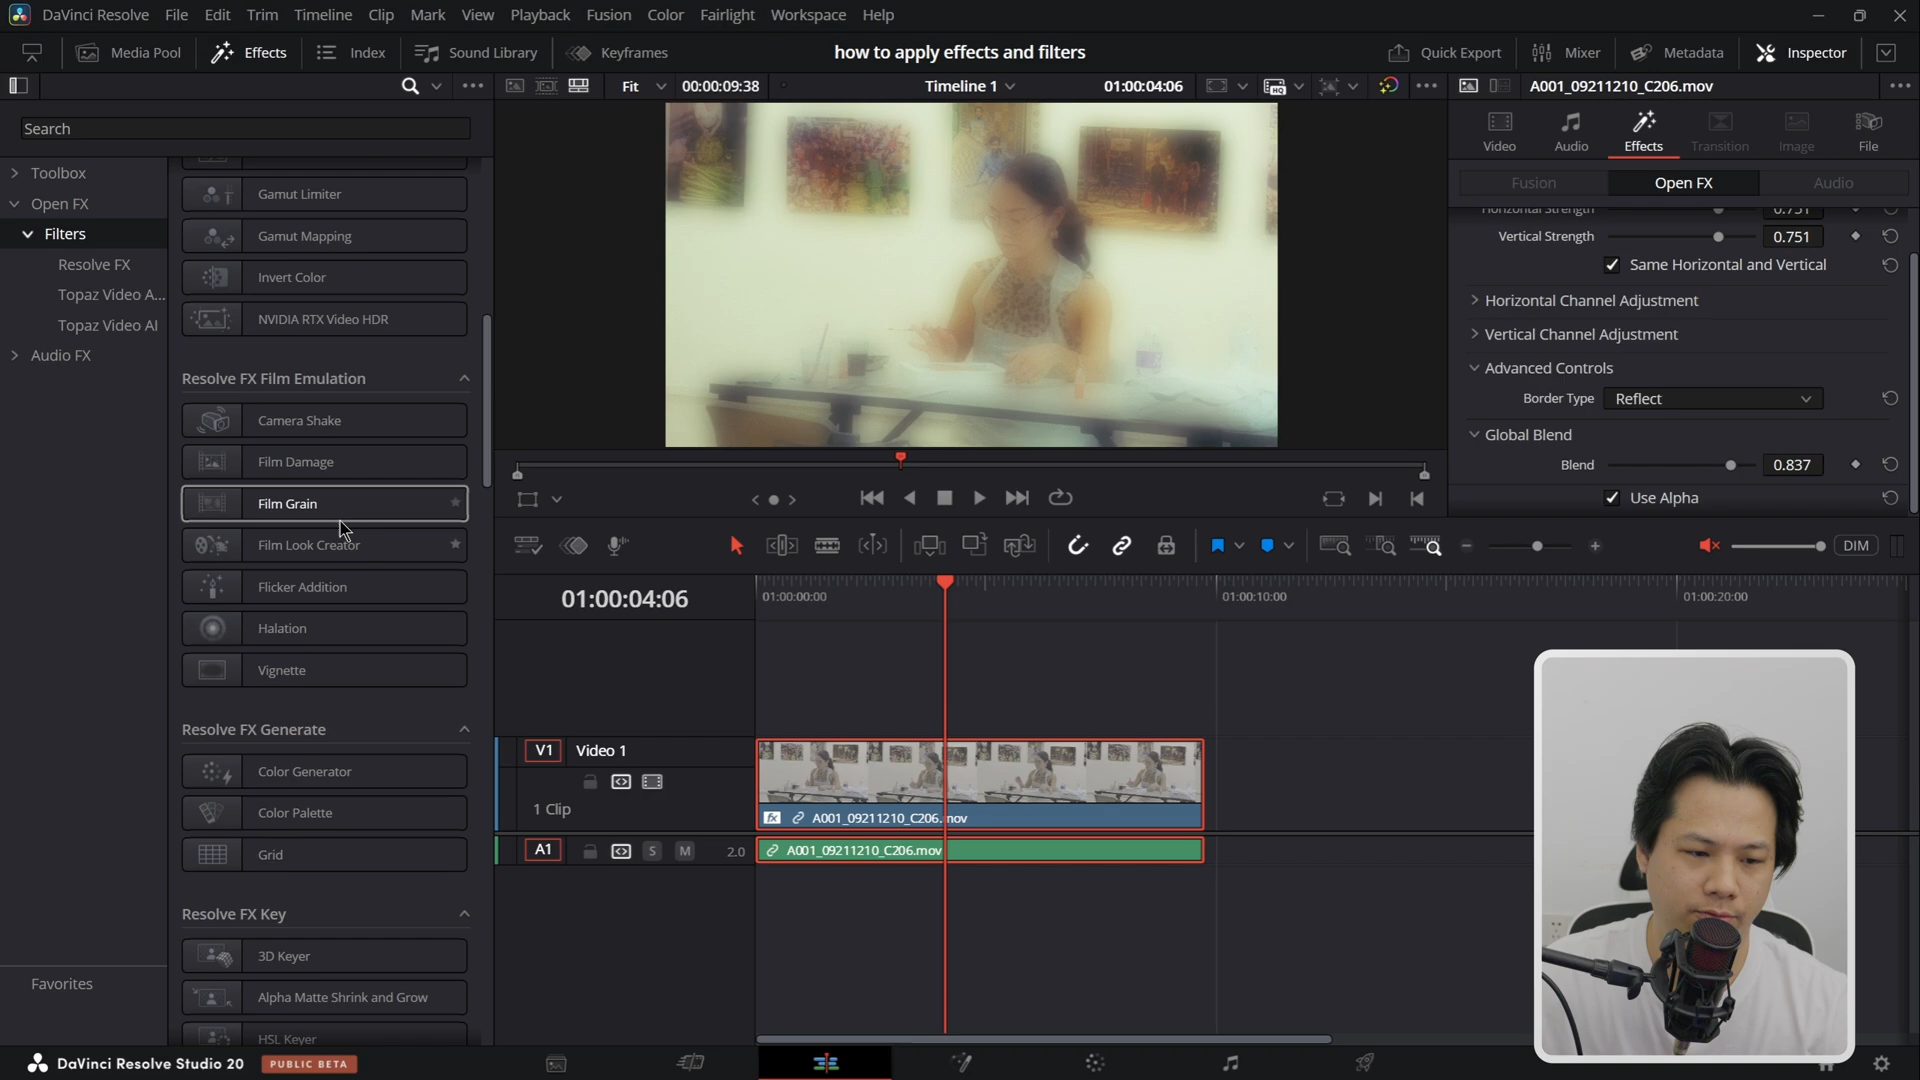 DaVinci Resolve File Edit Trim Timeline Clip Mark View Playback Fusion Color Fairlight Workspace Help
Media Pool Effects Index Sound Library Keyframes how to apply effects and filters Quick Export Mixer Metadata Inspector
Fit 00:00:09:38 Timeline 1 01:00:04:06 HQ A001_09211210_C206.mov
Search
Video Audio Effects Transition Image File
Fusion Open FX Audio
Toolbox
Open FX
Filters
Resolve FX
Topaz Video A...
Topaz Video AI
Audio FX
Favorites
Gamut Limiter
Gamut Mapping
Invert Color
NVIDIA RTX Video HDR
Resolve FX Film Emulation
Camera Shake
Film Damage
Film Grain
Film Look Creator
Flicker Addition
Halation
Vignette
Resolve FX Generate
Color Generator
Color Palette
Grid
Resolve FX Key
3D Keyer
Alpha Matte Shrink and Grow
HSL Keyer
Horizontal Strength 0.751
Vertical Strength 0.751
Same Horizontal and Vertical
Horizontal Channel Adjustment
Vertical Channel Adjustment
Advanced Controls
Border Type Reflect
Global Blend
Blend 0.837
Use Alpha
DIM
01:00:04:06 01:00:00:00 01:00:10:00 01:00:20:00
V1 Video 1
1 Clip
fx A001_09211210_C206.mov
A1 S M 2.0 A001_09211210_C206.mov
DaVinci Resolve Studio 20 PUBLIC BETA